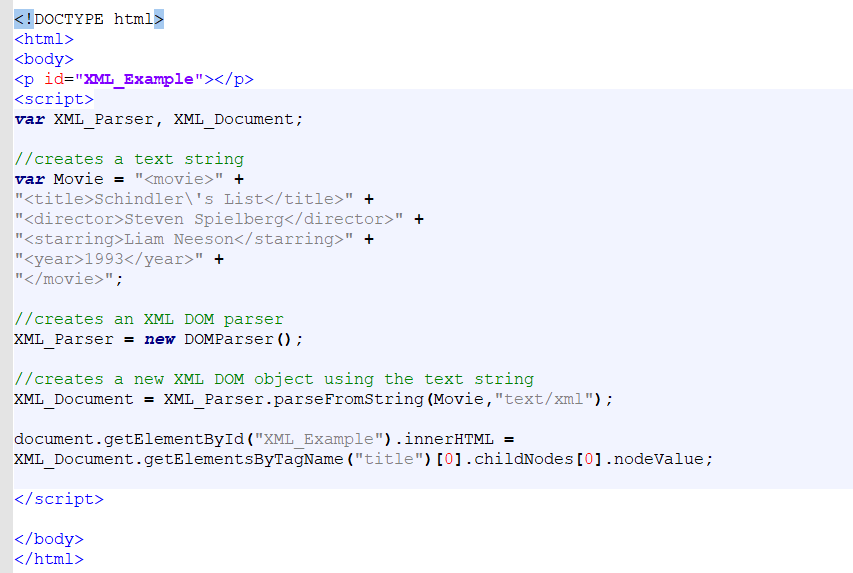 <!DOCTYPE html>
<html>
<body>
<p id="XML_Example"></p>
<script>
var XML_Parser, XML_Document;
//creates a text string
var Movie = "<movie>" +
"<title>Schindler\'s List</title>" +
"<director>Steven Spielberg</director>" +
"<starring>Liam Neeson</starring>" +
"<year>1993</year>" +
"</movie>";
//creates an XML DOM parser
XML_Parser = new DOMParser();
//creates a new XML DOM object using the text string
XML_Document = XML_Parser.parseFromString(Movie,"text/xml");
document.getElementById("XML_Example").innerHTML =
XML_Document.getElementsByTagName("title")[0].childNodes[0].nodeValue;
</script>
</body>
</html>